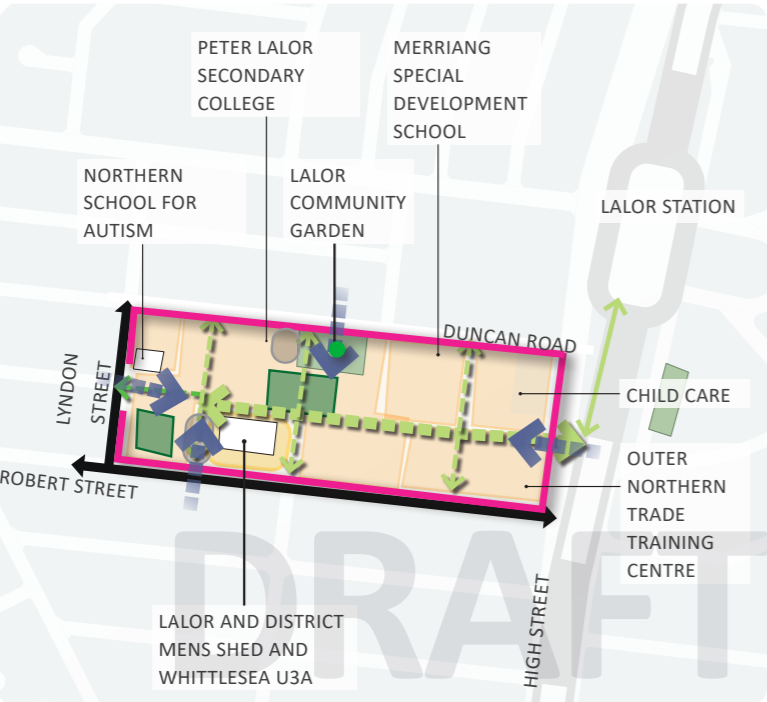 PETER LALOR
SECONDARY
COLLEGE
MERRIANG
SPECIAL
DEVELOPMENT
SCHOOL
NORTHERN
SCHOOL FOR
AUTISM
LALOR
COMMUNITY
GARDEN
LALOR STATION
DUNCAN ROAD
LYNDON
STREET
CHILD CARE
ROBERT STREET
OUTER
NORTHERN
TRADE
TRAINING
CENTRE
HIGH STREET
LALOR AND DISTRICT
MENS SHED AND
WHITTLESEA U3A
DRAFT